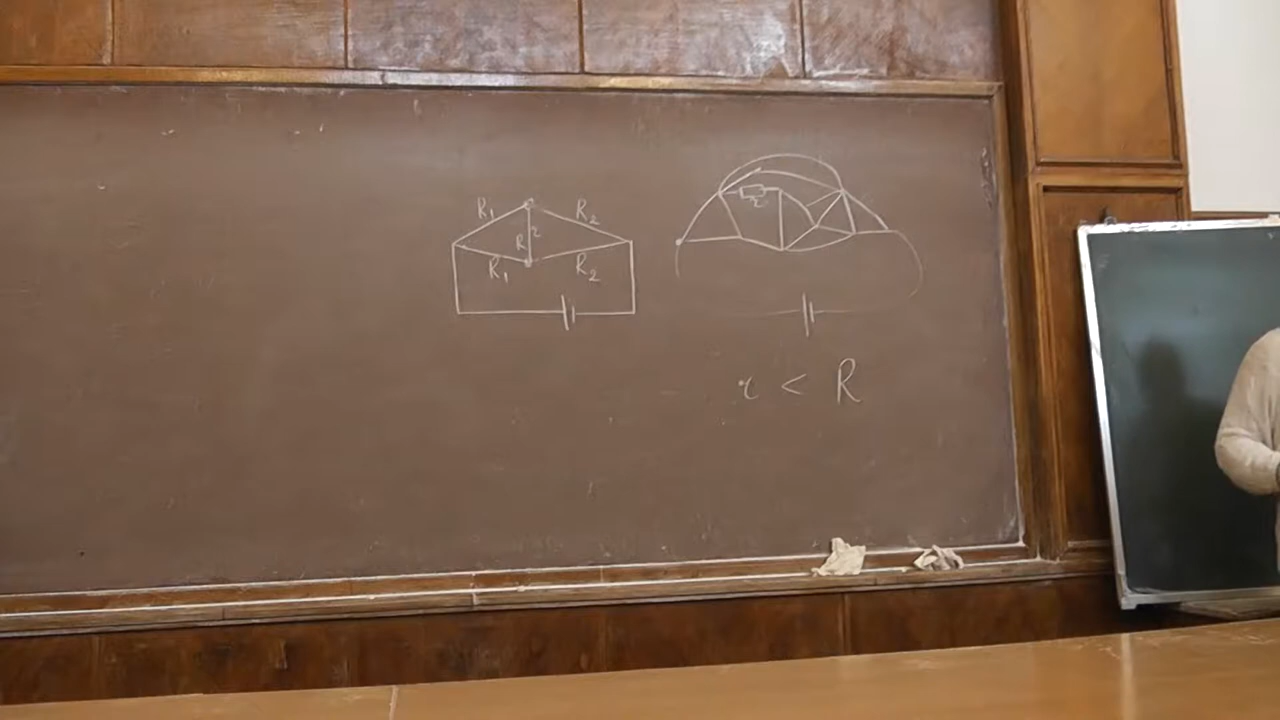 R₁ R₂
R
R₁ R₂
r
r < R